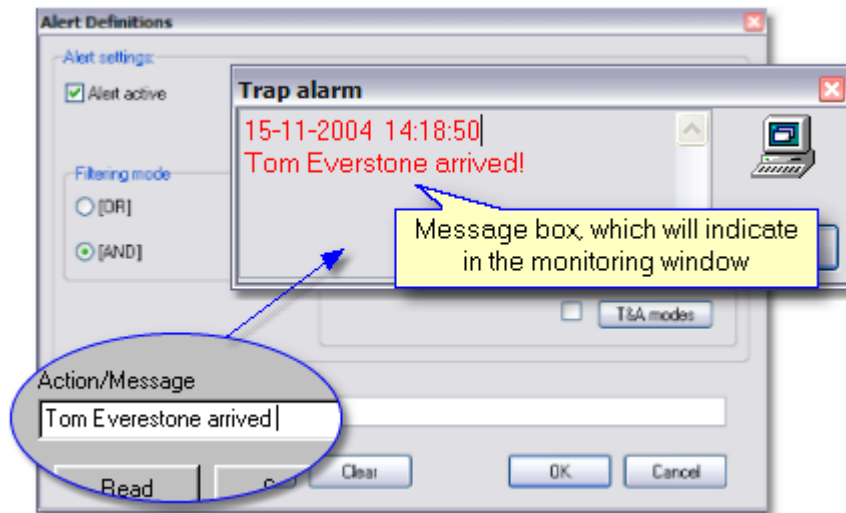 Alert Definitions
Alert settings:
Alert active
Trap alarm
15-11-2004 14:18:50
Tom Everstone arrived!
Filtering mode
[OR]
[AND]
Message box, which will indicate
in the monitoring window
T&A modes
Action/Message
Tom Everestone arrived
Read
Clear
OK
Cancel